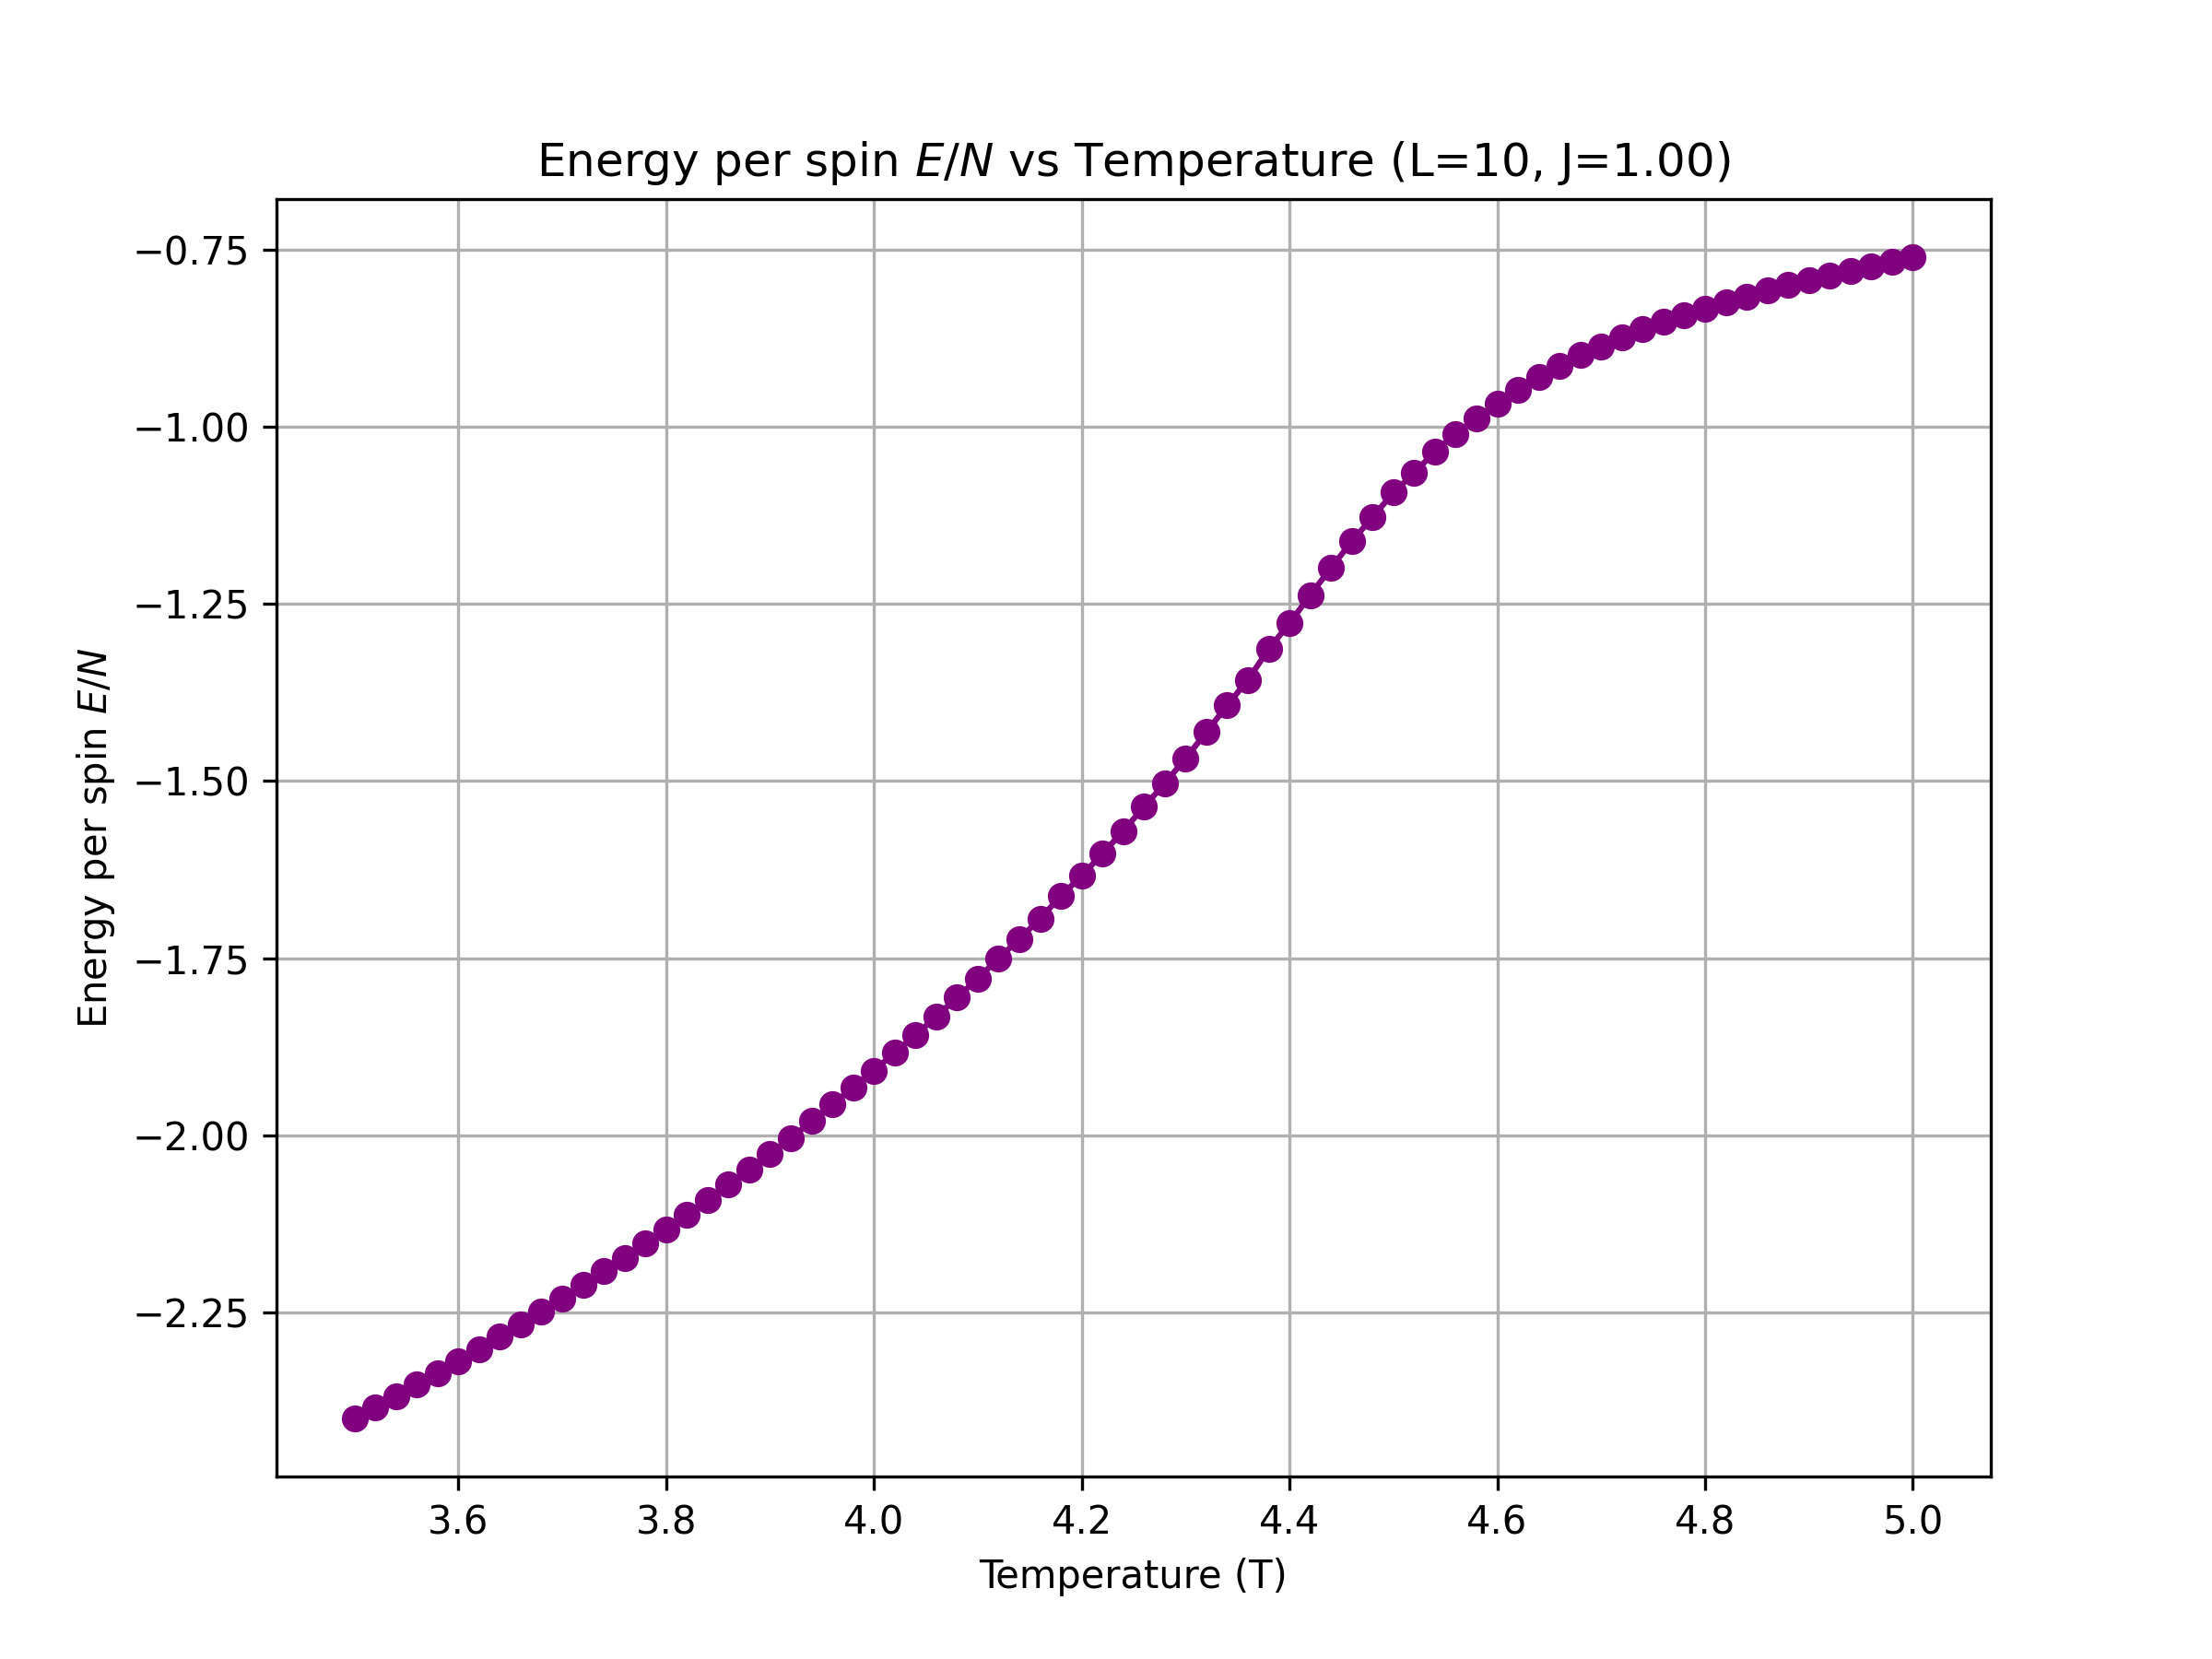 Energy per spin E/N vs Temperature (L=10, J=1.00)
−0.75
−1.00
−1.25
−1.50
−1.75
−2.00
−2.25
Energy per spin E/N
3.6 3.8 4.0 4.2 4.4 4.6 4.8 5.0
Temperature (T)